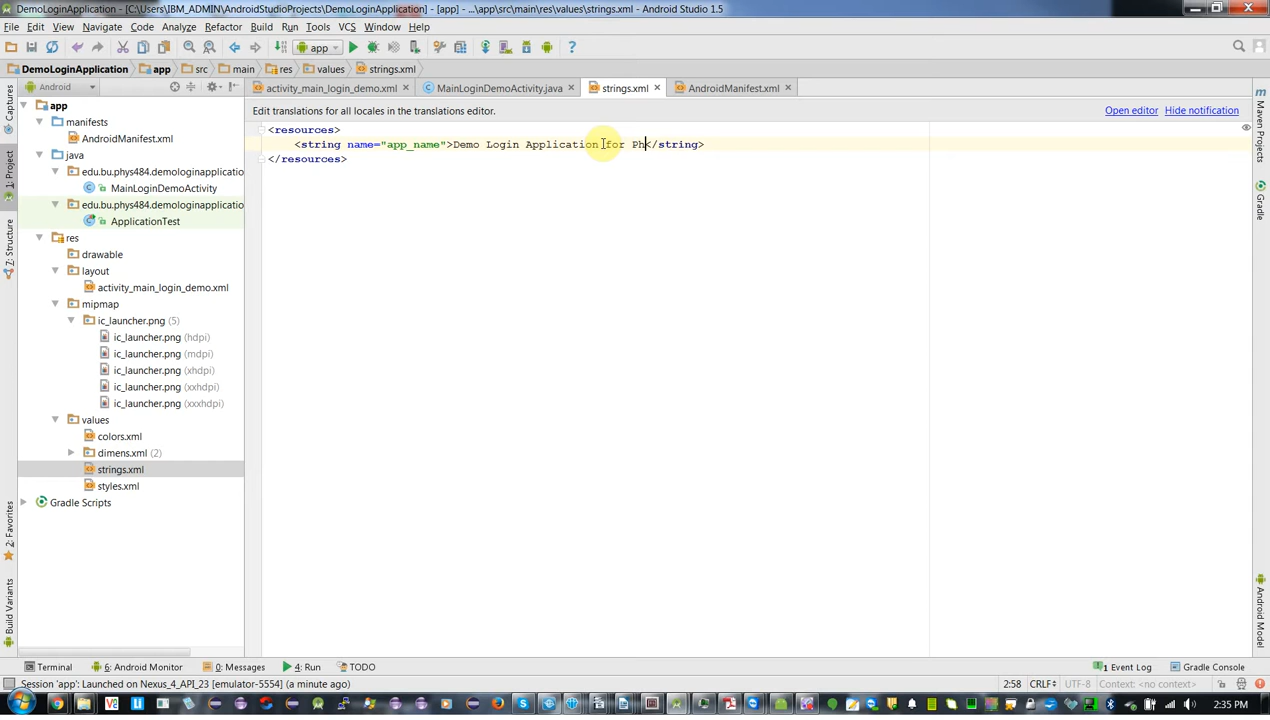 DemoLoginApplication - [C:\Users\IBM_ADMIN\AndroidStudioProjects\DemoLoginApplication] - [app] - ...\app\src\main\res\values\strings.xml - Android Studio 1.5
File Edit View Navigate Code Analyze Refactor Build Run Tools VCS Window Help
app
DemoLoginApplication app src main res values strings.xml
Android
activity_main_login_demo.xml MainLoginDemoActivity.java strings.xml AndroidManifest.xml
Edit translations for all locales in the translations editor. Open editor Hide notification
<resources>
<string name="app_name">Demo Login Application for Ph</string>
</resources>
app
manifests
AndroidManifest.xml
java
edu.bu.phys484.demologinapplication
MainLoginDemoActivity
edu.bu.phys484.demologinapplication
ApplicationTest
res
drawable
layout
activity_main_login_demo.xml
mipmap
ic_launcher.png (5)
ic_launcher.png (hdpi)
ic_launcher.png (mdpi)
ic_launcher.png (xhdpi)
ic_launcher.png (xxhdpi)
ic_launcher.png (xxxhdpi)
values
colors.xml
dimens.xml (2)
strings.xml
styles.xml
Gradle Scripts
Captures
1: Project
7: Structure
2: Favorites
Build Variants
Maven Projects
Gradle
Android Model
Terminal 6: Android Monitor 0: Messages 4: Run TODO 1 Event Log Gradle Console
Session 'app': Launched on Nexus_4_API_23 [emulator-5554] (a minute ago) 2:58 CRLF UTF-8 Context: <no context>
2:35 PM